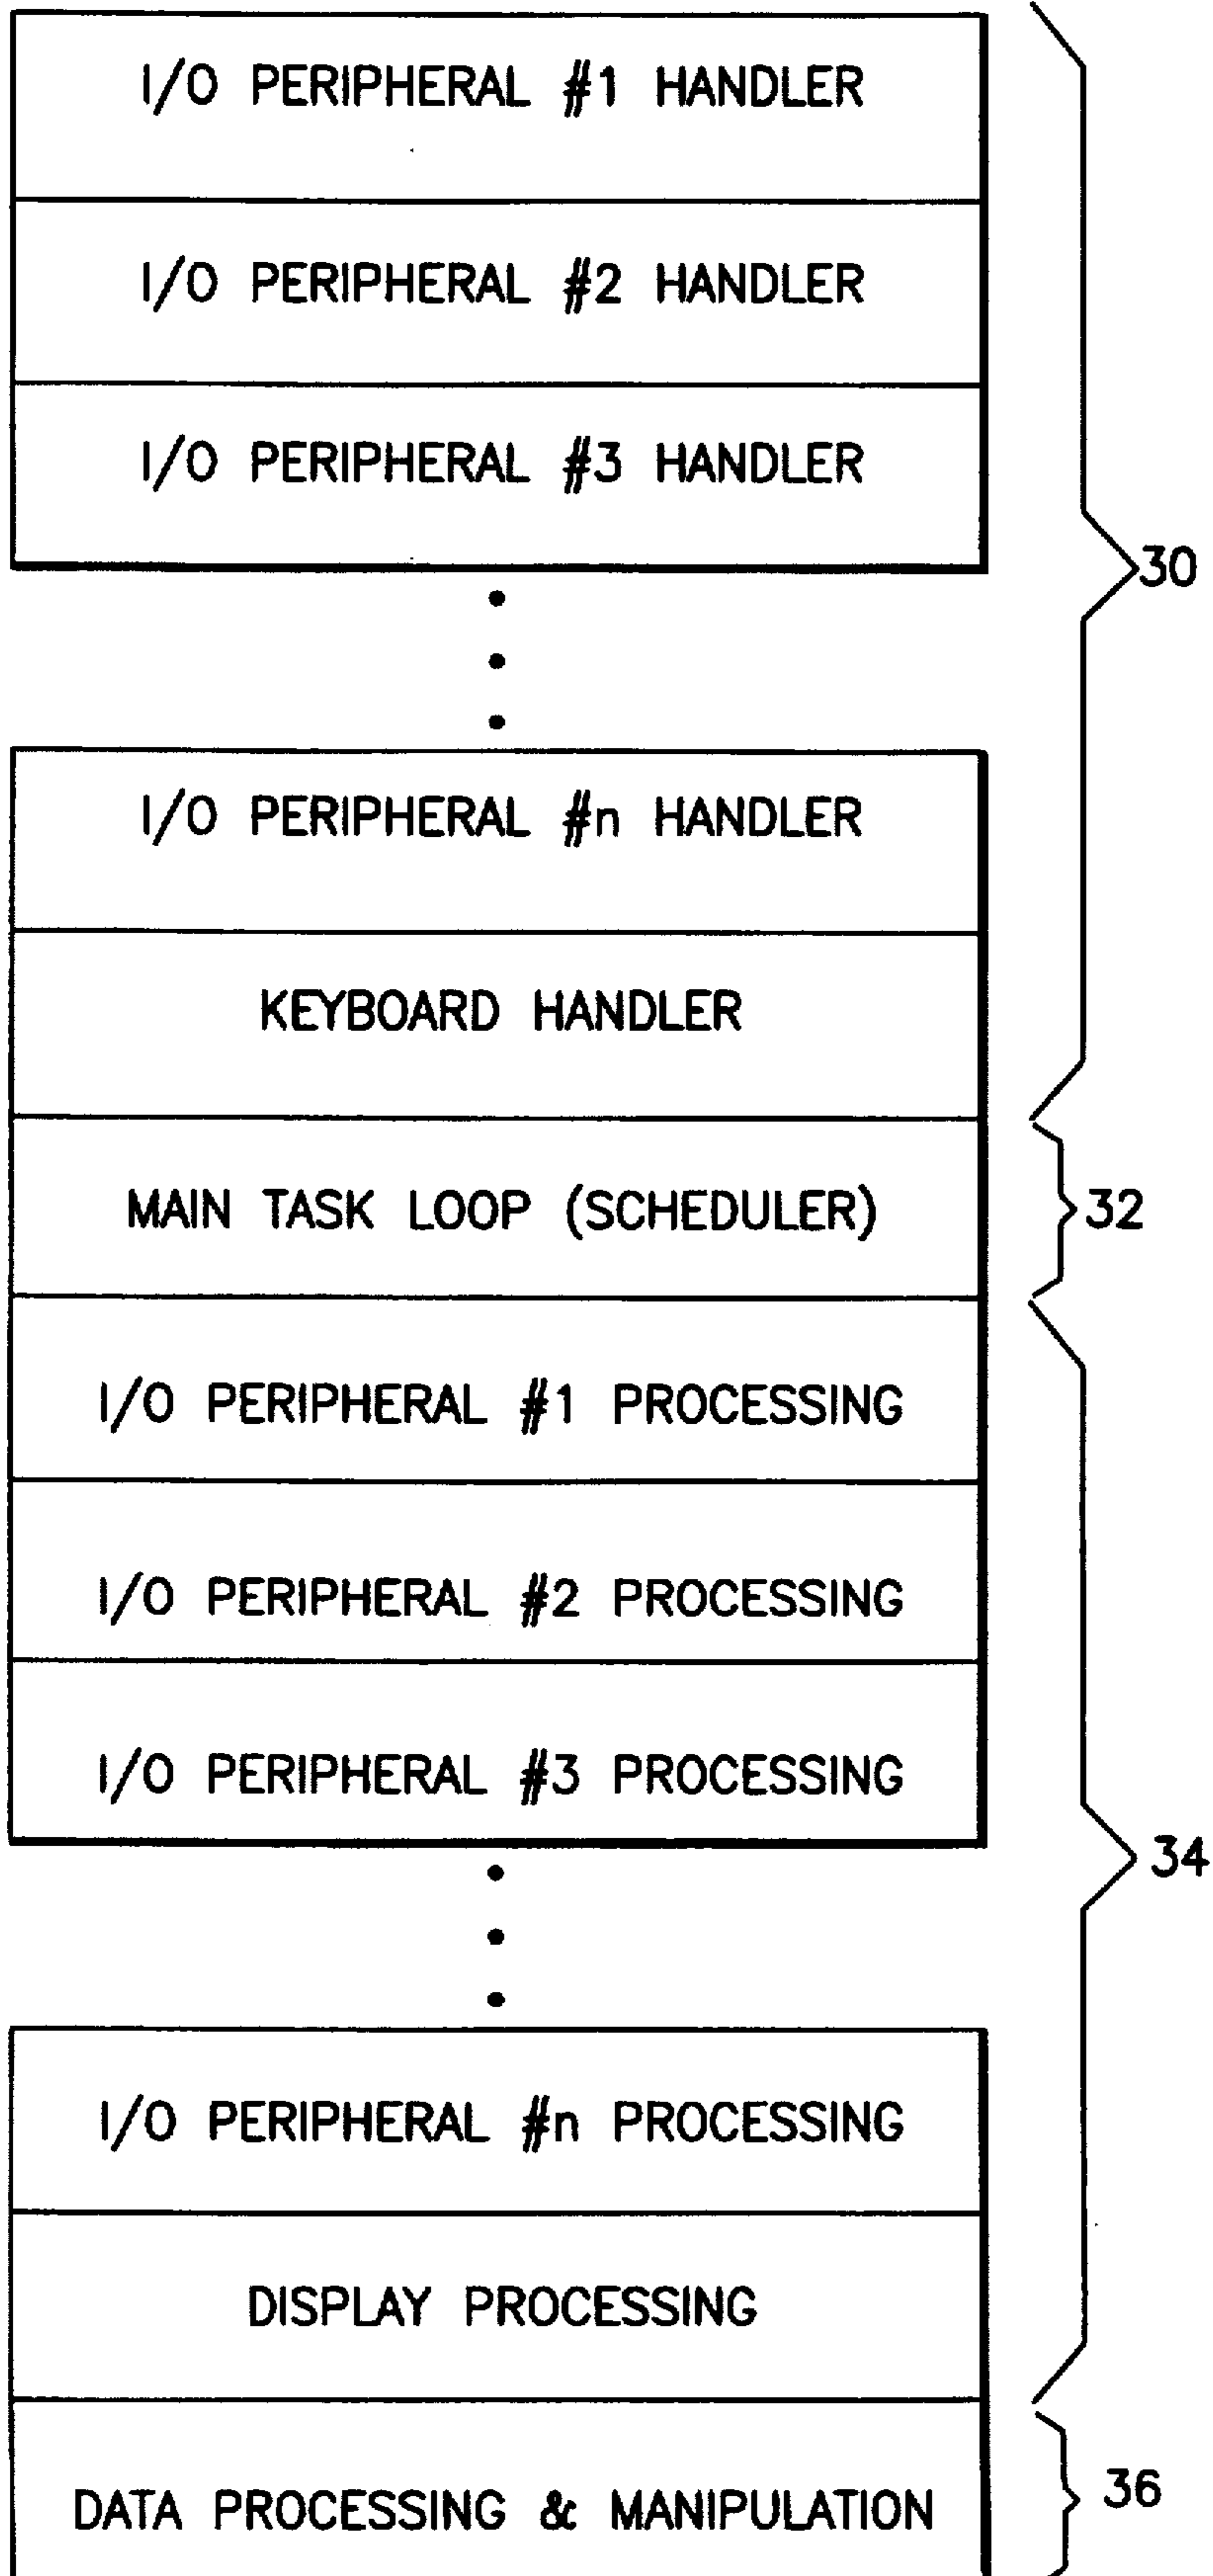 I/O PERIPHERAL #1 HANDLER
I/O PERIPHERAL #2 HANDLER
I/O PERIPHERAL #3 HANDLER
30
I/O PERIPHERAL #n HANDLER
KEYBOARD HANDLER
MAIN TASK LOOP (SCHEDULER)
32
I/O PERIPHERAL #1 PROCESSING
I/O PERIPHERAL #2 PROCESSING
I/O PERIPHERAL #3 PROCESSING
34
I/O PERIPHERAL #n PROCESSING
DISPLAY PROCESSING
DATA PROCESSING & MANIPULATION
36